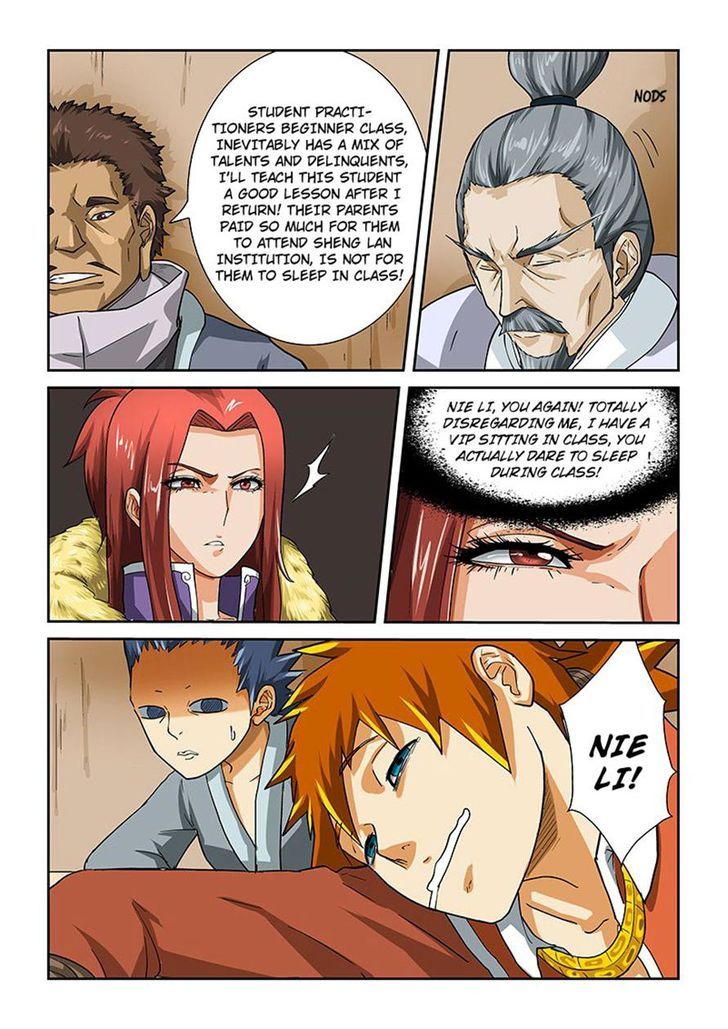 STUDENT PRACTI-
TIONERS BEGINNER CLASS,
INEVITABLY HAS A MIX OF
TALENTS AND DELINQUENTS,
I'LL TEACH THIS STUDENT
A GOOD LESSON AFTER I
RETURN! THEIR PARENTS
PAID SO MUCH FOR THEM
TO ATTEND SHENG LAN
INSTITUTION, IS NOT FOR
THEM TO SLEEP IN CLASS!
NODS
NIE LI, YOU AGAIN! TOTALLY
DISREGARDING ME, I HAVE A
VIP SITTING IN CLASS, YOU
ACTUALLY DARE TO SLEEP !
DURING CLASS!
NIE
LI!